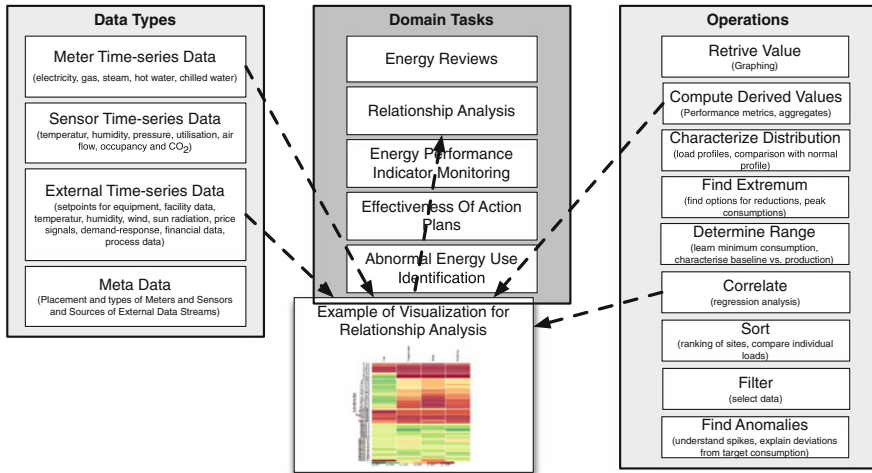 Data Types
Meter Time-series Data
(electricity, gas, steam, hot water, chilled water)
Sensor Time-series Data
(temperatur, humidity, pressure, utilisation, air
flow, occupancy and CO2)
External Time-series Data
(setpoints for equipment, facility data,
temperatur, humidity, wind, sun radiation, price
signals, demand-response, financial data,
process data)
Meta Data
(Placement and types of Meters and Sensors
and Sources of External Data Streams)
Domain Tasks
Energy Reviews
Relationship Analysis
Energy Performance
Indicator Monitoring
Effectiveness Of Action
Plans
Abnormal Energy Use
Identification
Example of Visualization for
Relationship Analysis
Operations
Retrive Value
(Graphing)
Compute Derived Values
(Performance metrics, aggregates)
Characterize Distribution
(load profiles, comparison with normal
profile)
Find Extremum
(find options for reductions, peak
consumptions)
Determine Range
(learn minimum consumption,
characterise baseline vs. production)
Correlate
(regression analysis)
Sort
(ranking of sites, compare individual
loads)
Filter
(select data)
Find Anomalies
(understand spikes, explain deviations
from target consumption)